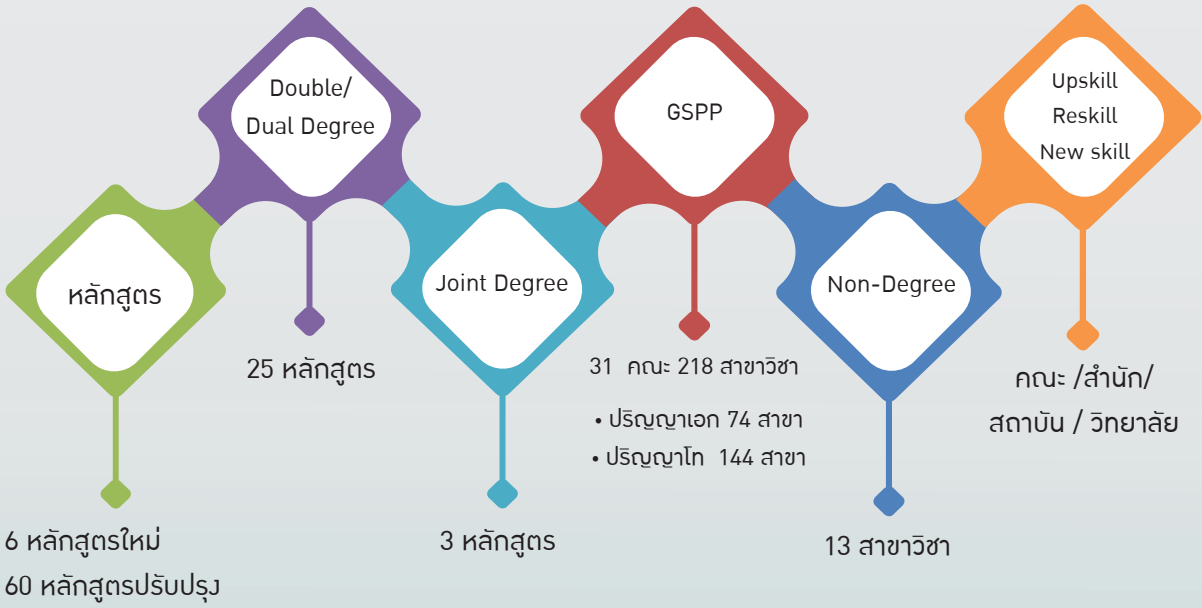 หลักสูตร
6 หลักสูตรใหม่
60 หลักสูตรปรับปรุง
Double/
Dual Degree
25 หลักสูตร
Joint Degree
3 หลักสูตร
GSPP
31 คณะ 218 สาขาวิชา
• ปริญญาเอก 74 สาขา
• ปริญญาโท 144 สาขา
Non-Degree
13 สาขาวิชา
Upskill
Reskill
New skill
คณะ /สำนัก/
สถาบัน / วิทยาลัย